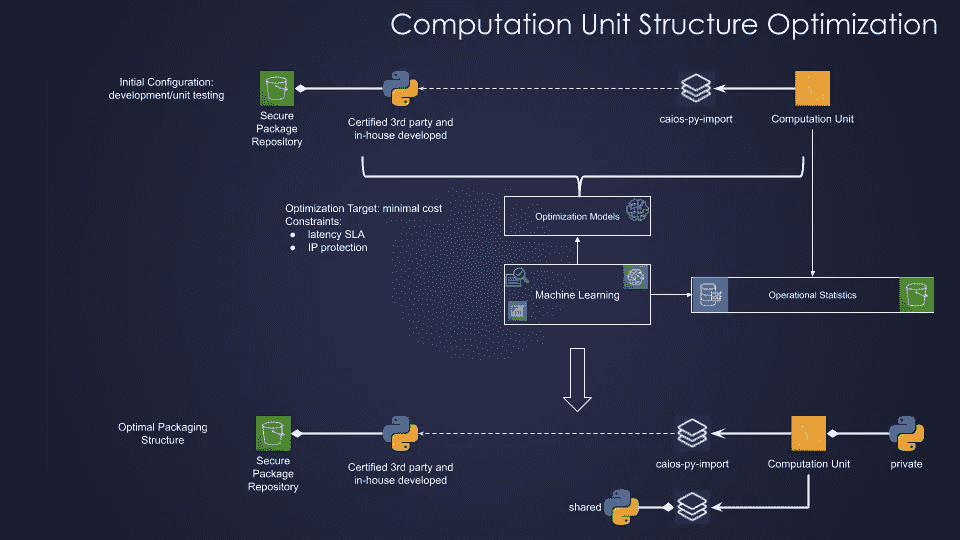 Computation Unit Structure Optimization
Initial Configuration:
development/unit testing
Secure
Package
Repository
Certified 3rd party and
in-house developed
caios-py-import
Computation Unit
Optimization Target: minimal cost
Constraints:
● latency SLA
● IP protection
Optimization Models
Machine Learning
Operational Statistics
Optimal Packaging
Structure
Secure
Package
Repository
Certified 3rd party and
in-house developed
caios-py-import
Computation Unit
private
shared